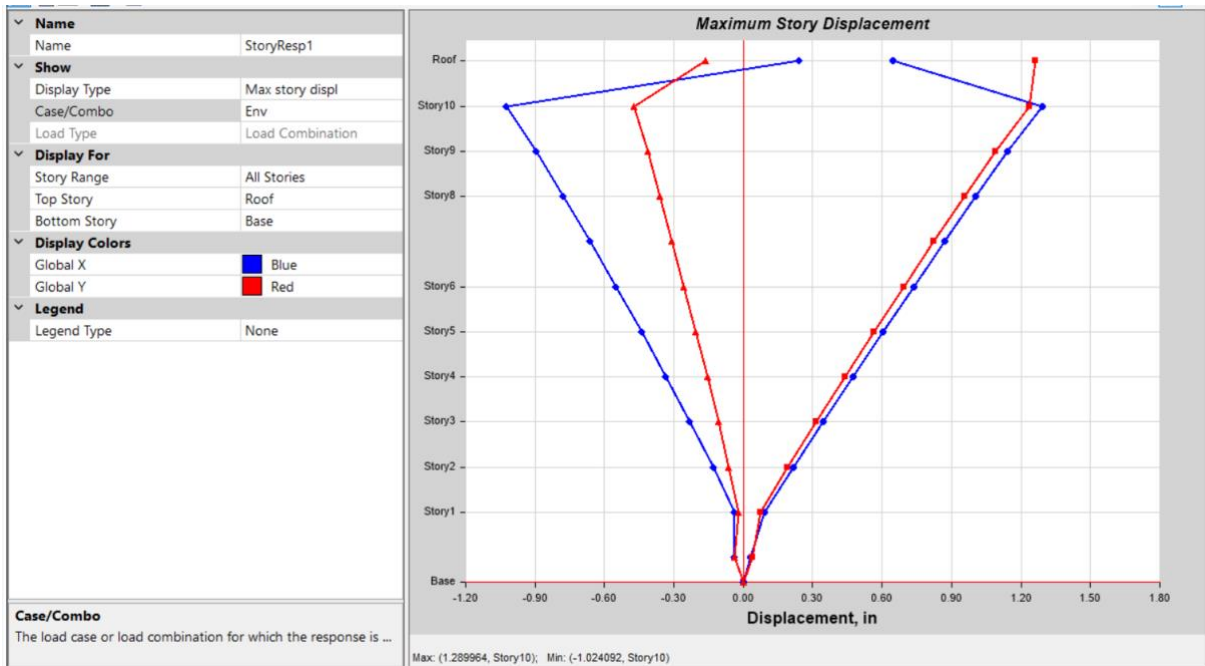 Name
Name StoryResp1
Show
Display Type Max story displ
Case/Combo Env
Load Type Load Combination
Display For
Story Range All Stories
Top Story Roof
Bottom Story Base
Display Colors
Global X Blue
Global Y Red
Legend
Legend Type None
Case/Combo
The load case or load combination for which the response is ...
Maximum Story Displacement
Roof
Story10
Story9
Story8
Story6
Story5
Story4
Story3
Story2
Story1
Base
-1.20 -0.90 -0.60 -0.30 0.00 0.30 0.60 0.90 1.20 1.50 1.80
Displacement, in
Max: (1.289964, Story10); Min: (-1.024092, Story10)